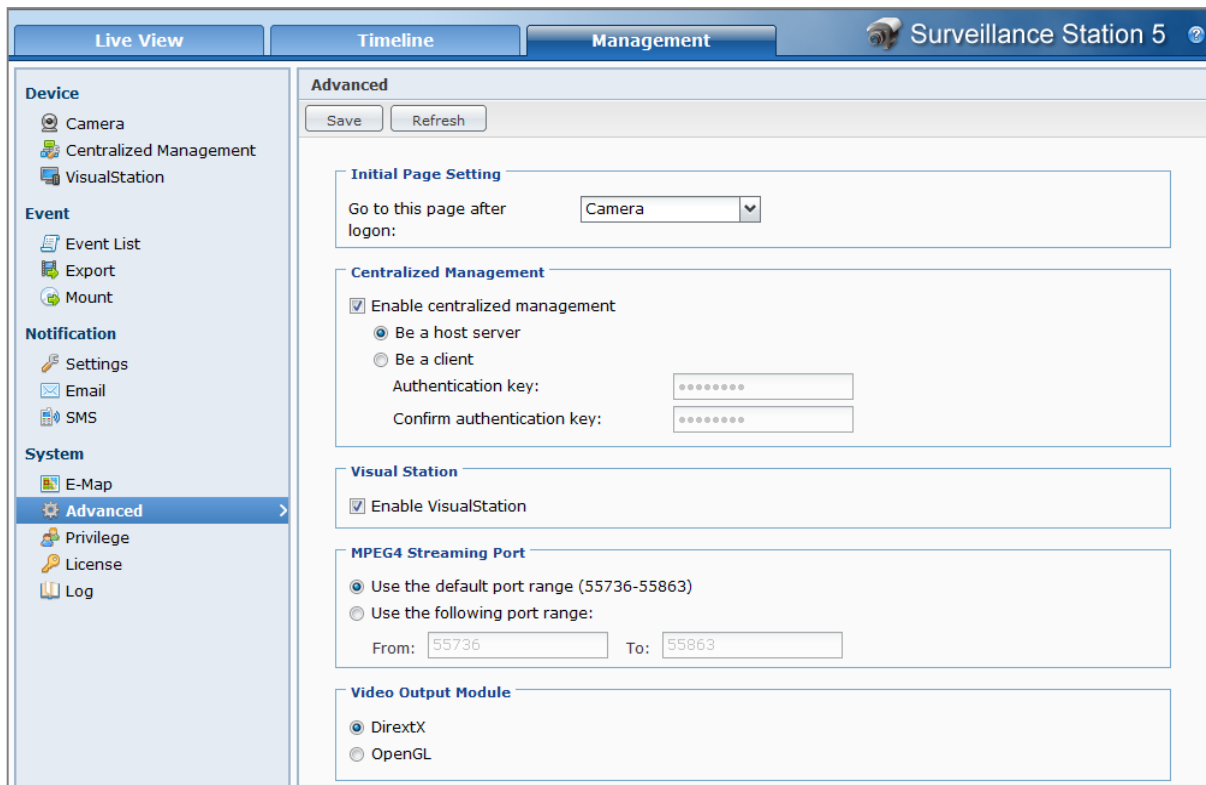 Live View
Timeline
Management
Surveillance Station 5
?
Device
Camera
Centralized Management
VisualStation
Event
Event List
Export
Mount
Notification
Settings
Email
SMS
System
E-Map
Advanced
Privilege
License
Log
Advanced
Save
Refresh
Initial Page Setting
Go to this page after
logon:
Camera
Centralized Management
Enable centralized management
Be a host server
Be a client
Authentication key:
Confirm authentication key:
Visual Station
Enable VisualStation
MPEG4 Streaming Port
Use the default port range (55736-55863)
Use the following port range:
From: 55736 To: 55863
Video Output Module
DirextX
OpenGL